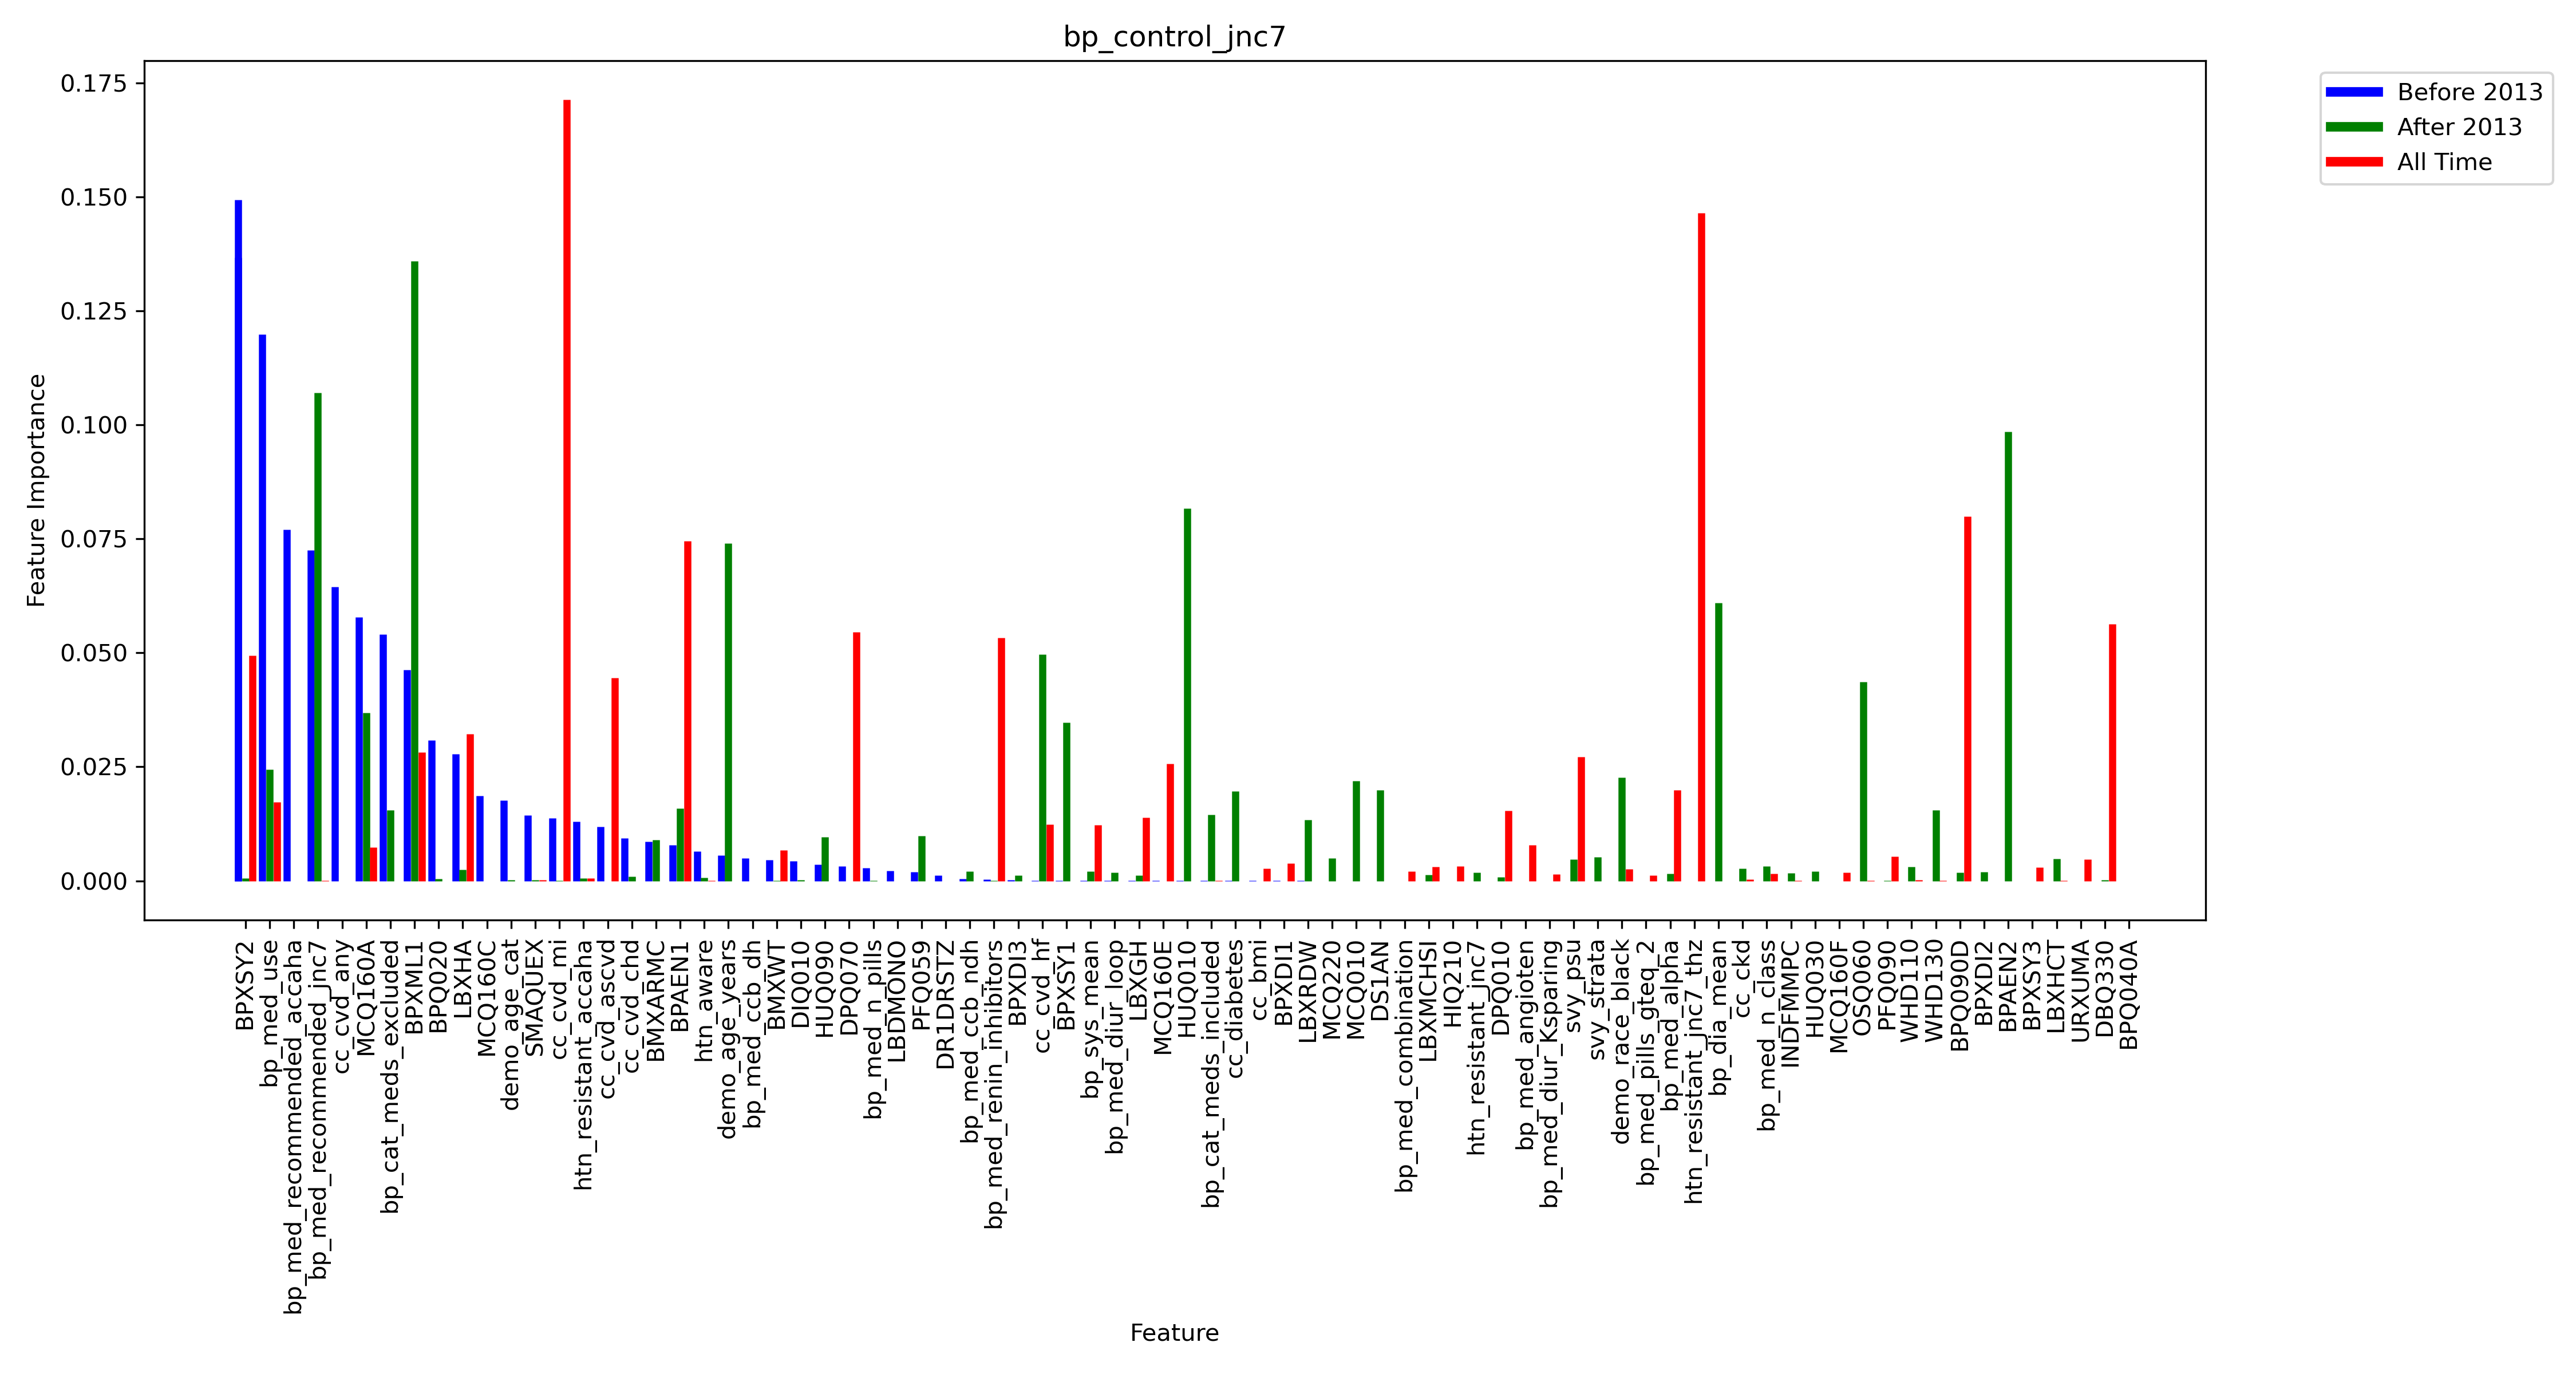 bp_control_jnc7
0.175
0.150
0.125
0.100
0.075
0.050
0.025
0.000
Feature Importance
Before 2013
After 2013
All Time
BPXSY2
bp_med_use
bp_med_recommended_accaha
bp_med_recommended_jnc7
cc_cvd_any
MCQ160A
bp_cat_meds_excluded
BPXML1
BPQ020
LBXHA
MCQ160C
demo_age_cat
SMAQUEX
cc_cvd_mi
htn_resistant_accaha
cc_cvd_ascvd
cc_cvd_chd
BMXARMC
BPAEN1
htn_aware
demo_age_years
bp_med_ccb_dh
BMXWT
DIQ010
HUQ090
DPQ070
bp_med_n_pills
LBDMONO
PFQ059
DR1DRSTZ
bp_med_ccb_ndh
bp_med_renin_inhibitors
BPXDI3
cc_cvd_hf
BPXSY1
bp_sys_mean
bp_med_diur_loop
LBXGH
MCQ160E
HUQ010
bp_cat_meds_included
cc_diabetes
cc_bmi
BPXDI1
LBXRDW
MCQ220
MCQ010
DS1AN
bp_med_combination
LBXMCHSI
HIQ210
htn_resistant_jnc7
DPQ010
bp_med_angioten
bp_med_diur_Ksparing
svy_psu
svy_strata
demo_race_black
bp_med_pills_gteq_2
bp_med_alpha
htn_resistant_jnc7_thz
bp_dia_mean
cc_ckd
bp_med_n_class
INDFMMPC
HUQ030
MCQ160F
OSQ060
PFQ090
WHD110
WHD130
BPQ090D
BPXDI2
BPAEN2
BPXSY3
LBXHCT
URXUMA
DBQ330
BPQ040A
Feature